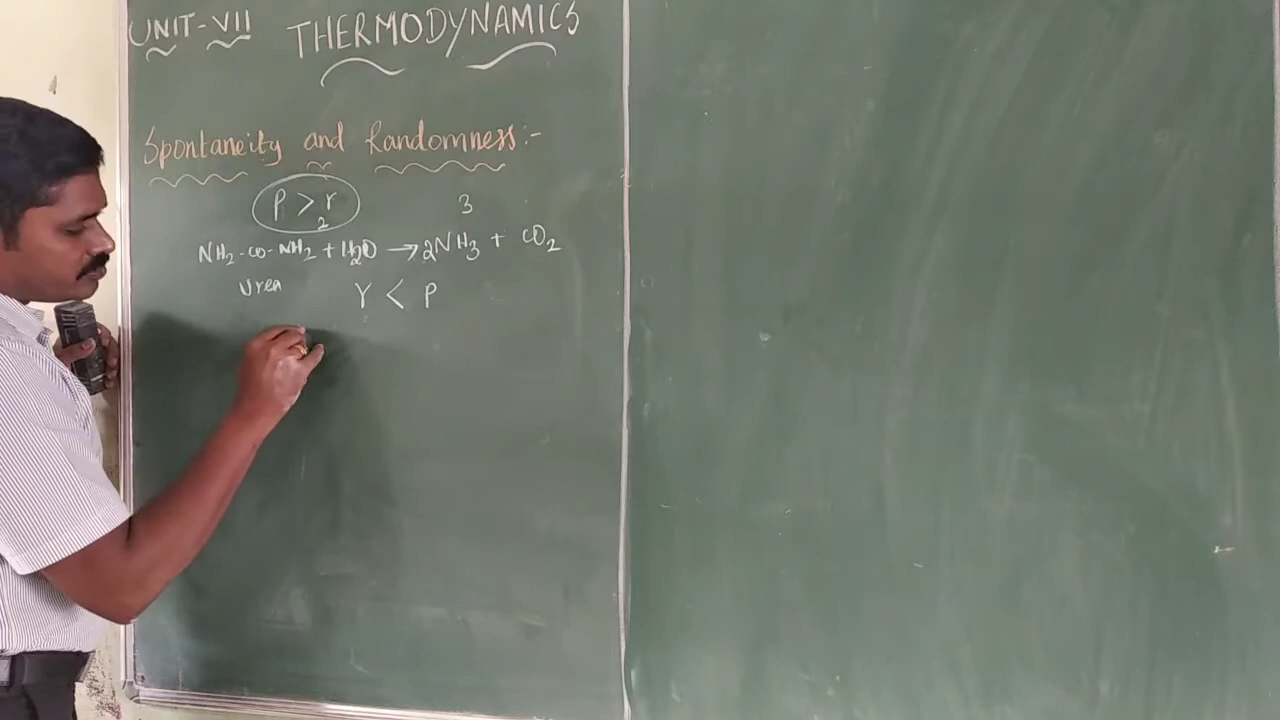 UNIT-VII THERMODYNAMICS
Spontaneity and Randomness:-
P > r 3
2
NH2-CO-NH2 + H2O → 2NH3 + CO2
Urea r < P